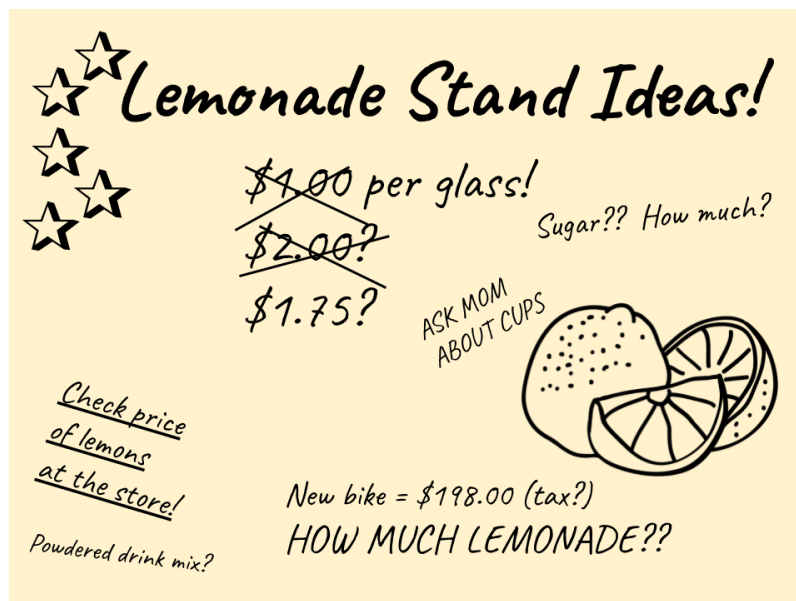 Lemonade Stand Ideas!
$1.00 per glass!
$2.00?
$1.75?
Sugar?? How much?
ASK MOM
ABOUT CUPS
Check price
of lemons
at the store!
Powdered drink mix?
New bike = $198.00 (tax?)
HOW MUCH LEMONADE??